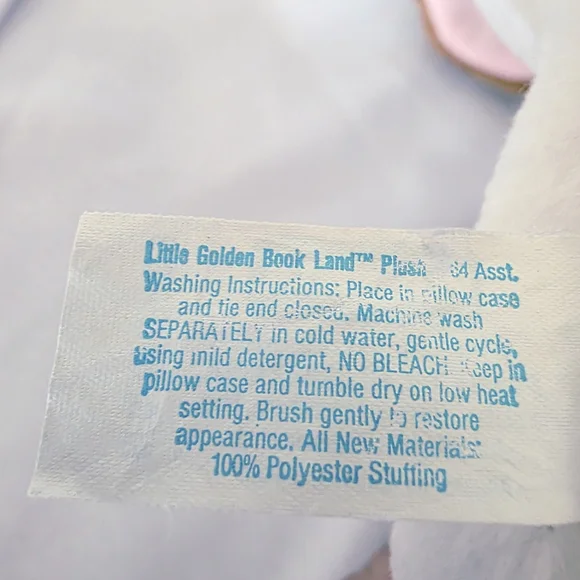 Little Golden Book Land™ Plush 64 Asst.
Washing Instructions: Place in pillow case
and tie end closed. Machine wash
SEPARATELY in cold water, gentle cycle,
using mild detergent, NO BLEACH. Keep in
pillow case and tumble dry on low heat
setting. Brush gently to restore
appearance. All New Materials:
100% Polyester Stuffing